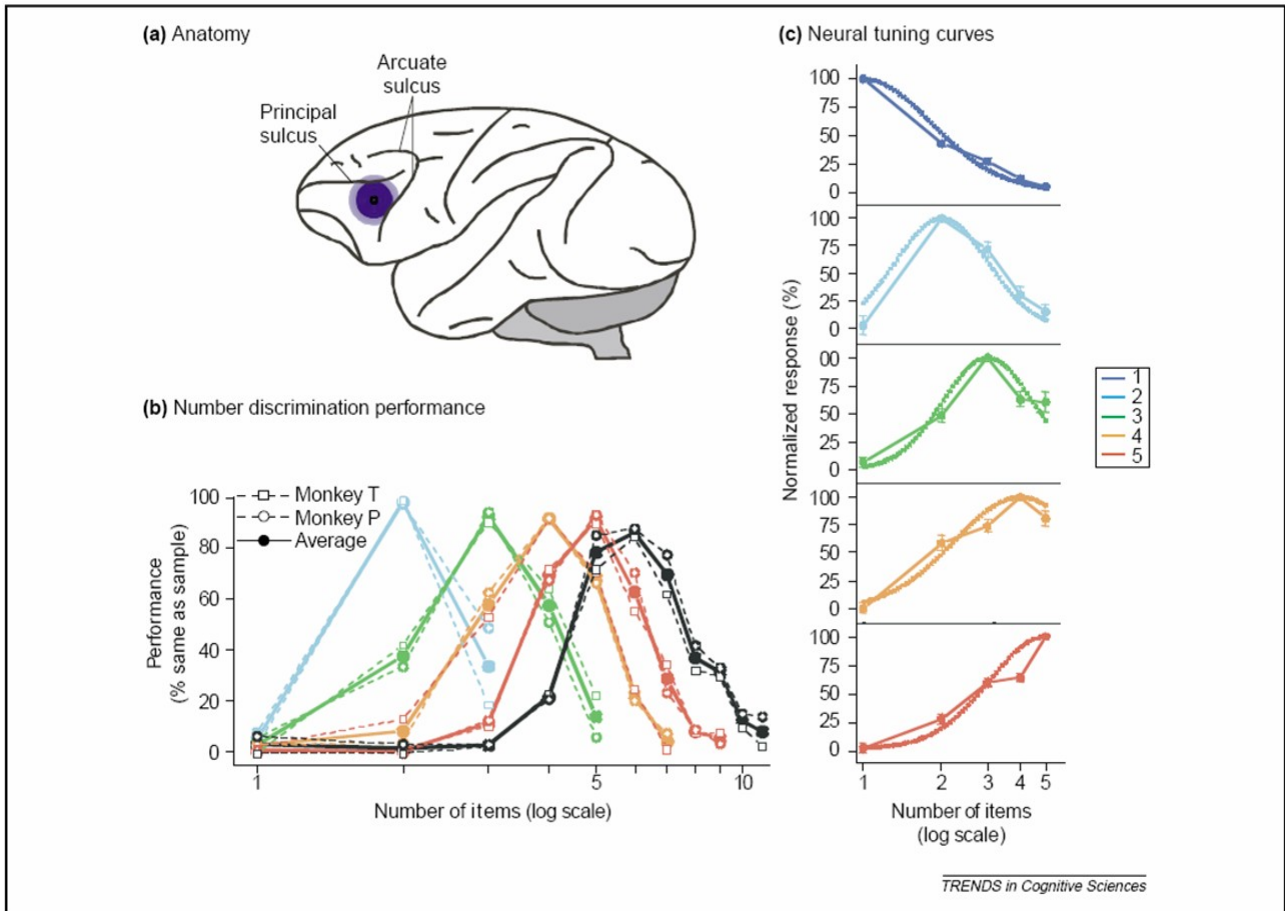 (a) Anatomy
Arcuate
sulcus
Principal
sulcus
(b) Number discrimination performance
Performance
(% same as sample)
100
80
60
40
20
0
Monkey T
Monkey P
Average
1
5
10
Number of items (log scale)
(c) Neural tuning curves
Normalized response (%)
100
75
50
25
0
100
75
50
25
0
00
75
50
25
0
100
75
50
25
0
100
75
50
25
0
1
2
3
4
5
Number of items
(log scale)
1
2
3
4
5
TRENDS in Cognitive Sciences